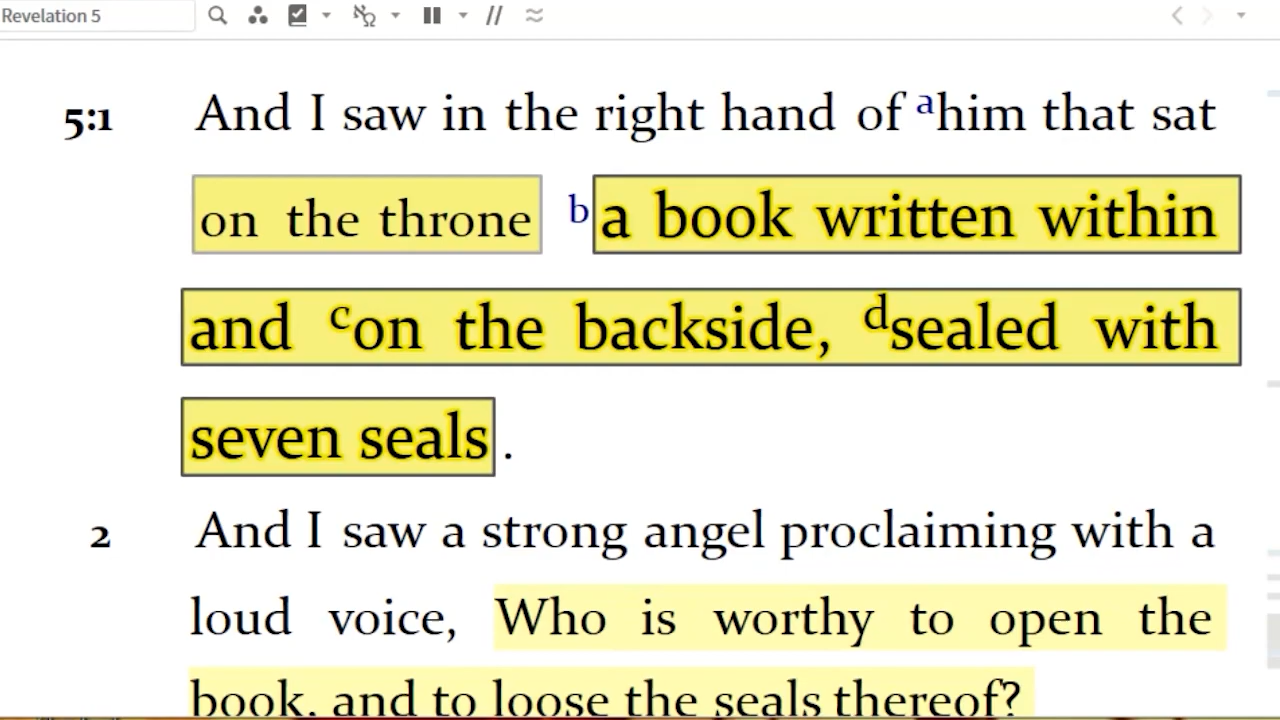 Revelation 5
5:1 And I saw in the right hand of ahim that sat
on the throne ba book written within
and con the backside, dsealed with
seven seals.
2 And I saw a strong angel proclaiming with a
loud voice, Who is worthy to open the
book, and to loose the seals thereof?